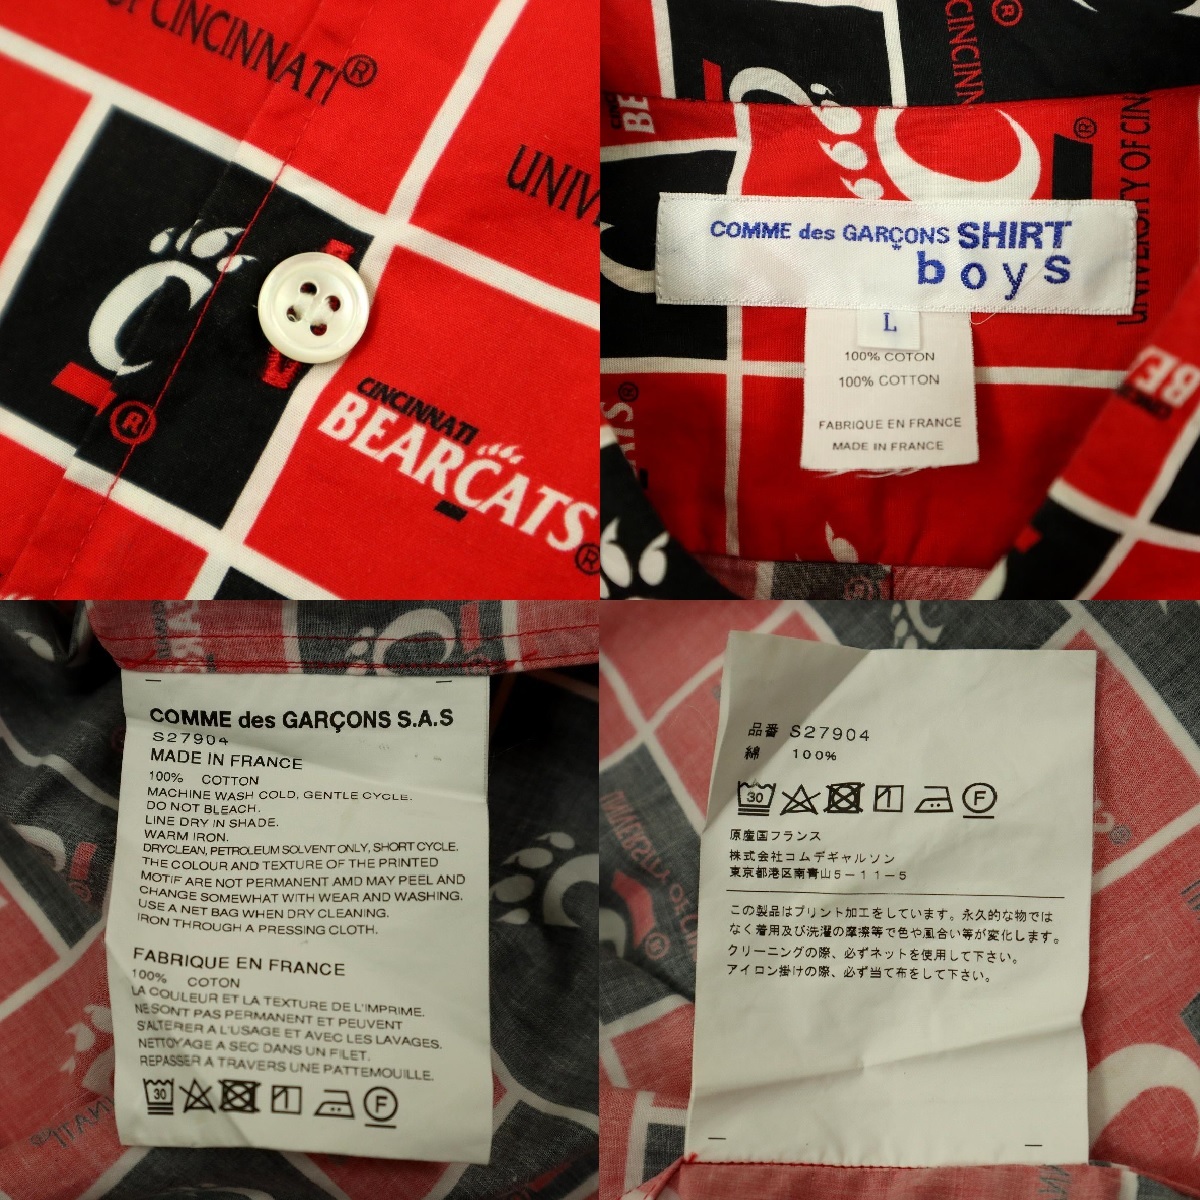 OF CINCINNATI®
UNIV
®
CINCINNATI
BEARCATS®
BE
CINCINN
®
®
UNIVERSITY OF CIN
COMME des GARÇONS SHIRT
boys
L
100% COTON
100% COTTON
FABRIQUE EN FRANCE
MADE IN FRANCE
COMME des GARÇONS S.A.S
S27904
MADE IN FRANCE
100% COTTON
MACHINE WASH COLD, GENTLE CYCLE.
DO NOT BLEACH.
LINE DRY IN SHADE.
WARM IRON.
DRYCLEAN, PETROLEUM SOLVENT ONLY, SHORT CYCLE.
THE COLOUR AND TEXTURE OF THE PRINTED
MOTIF ARE NOT PERMANENT AMD MAY PEEL AND
CHANGE SOMEWHAT WITH WEAR AND WASHING.
USE A NET BAG WHEN DRY CLEANING.
IRON THROUGH A PRESSING CLOTH.
FABRIQUE EN FRANCE
100% COTTON
LA COULEUR ET LA TEXTURE DE L'IMPRIME.
NE SONT PAS PERMANENT ET PEUVENT
S'ALTERER A L'USAGE ET AVEC LES LAVAGES.
NETTOYAGE A SEC DANS UN FILET.
REPASSER A TRAVERS UNE PATTEMOUILLE.
30 F
品番 S27904
綿 100%
30 F
原産国フランス
株式会社コムデギャルソン
東京都港区南青山5-11-5
この製品はプリント加工をしています。永久的な物では
なく着用及び洗濯の摩擦等で色や風合い等が変化します。
クリーニングの際、必ずネットを使用して下さい。
アイロン掛けの際、必ず当て布をして下さい。